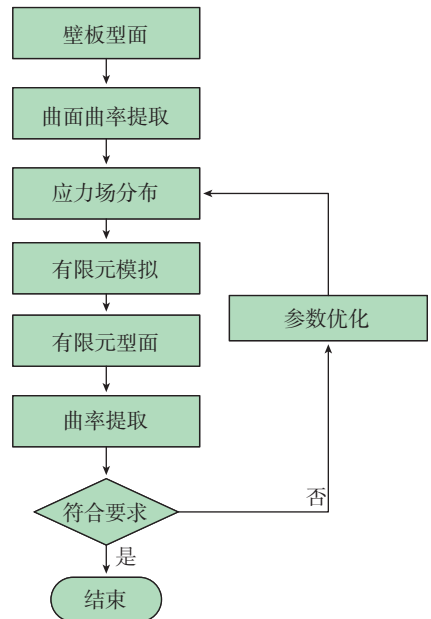 壁板型面
曲面曲率提取
应力场分布
有限元模拟
参数优化
有限元型面
曲率提取
符合要求
否
是
结束